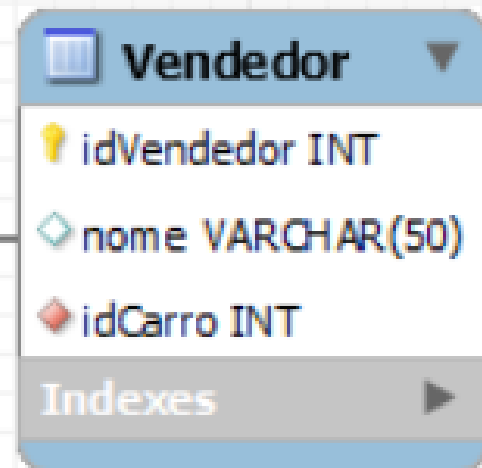 Vendedor
idVendedor INT
nome VARCHAR(50)
idCarro INT
Indexes